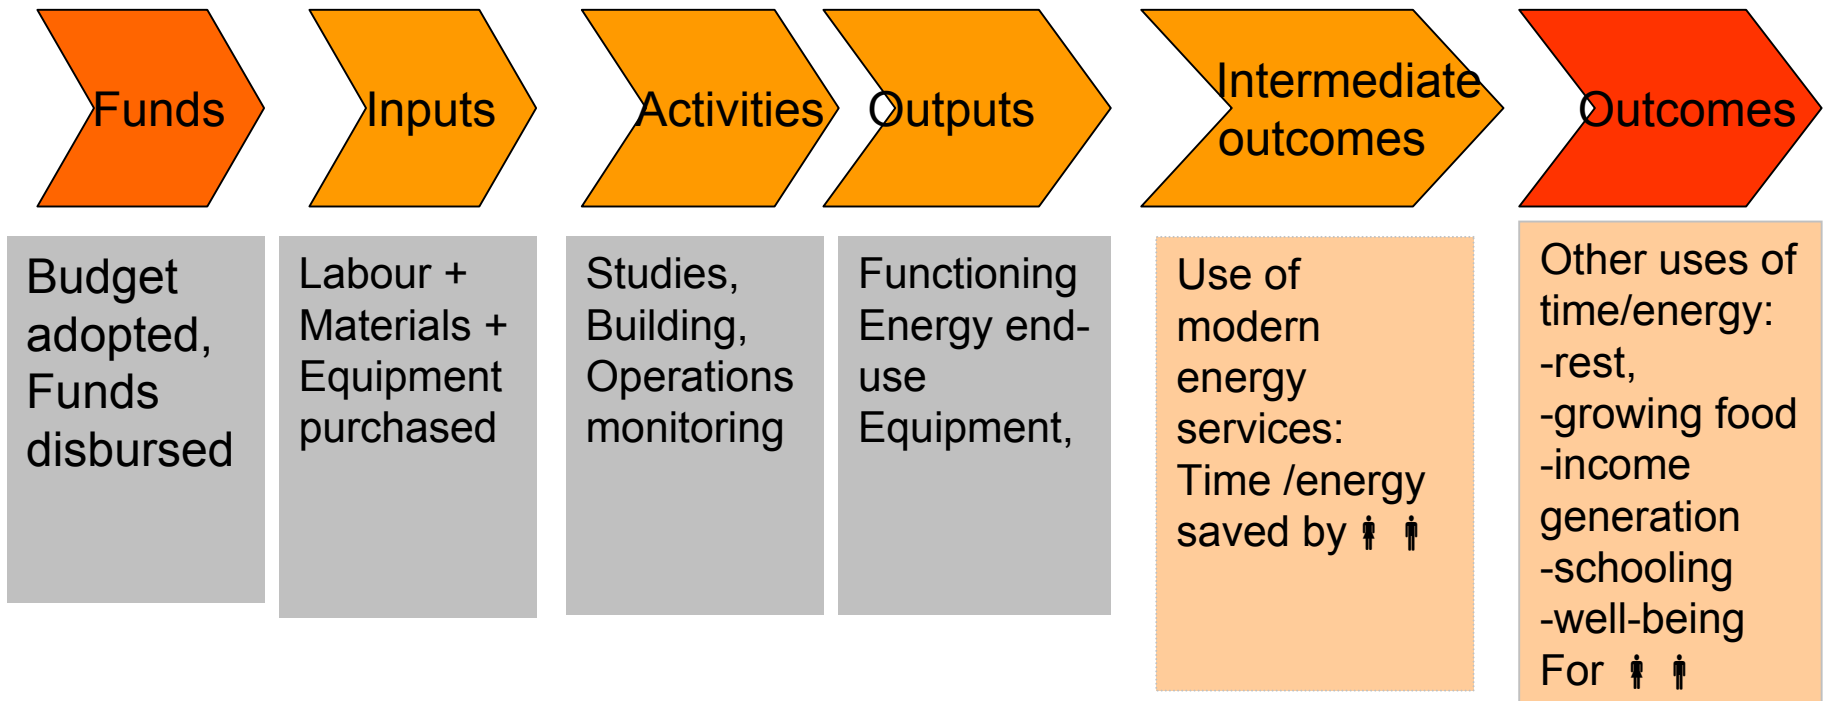 Funds
Inputs
Activities
Outputs
Intermediate
outcomes
Outcomes
Budget
adopted,
Funds
disbursed
Labour +
Materials +
Equipment
purchased
Studies,
Building,
Operations
monitoring
Functioning
Energy end-
use
Equipment,
Use of
modern
energy
services:
Time /energy
saved by
Other uses of
time/energy:
-rest,
-growing food
-income
generation
-schooling
-well-being
For